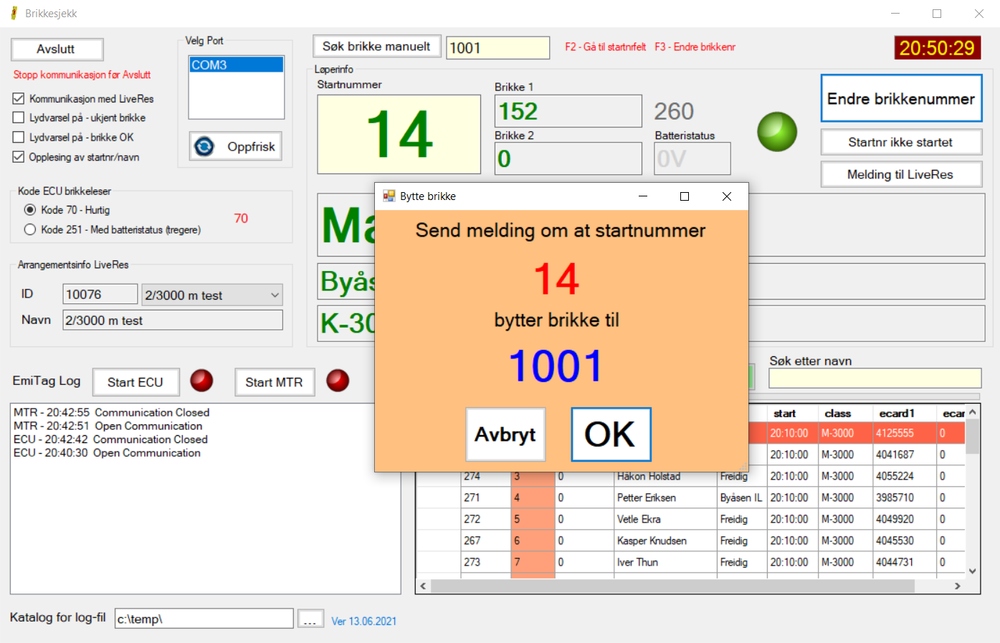 Brikkesjekk
Avslutt
Stopp kommunikasjon før Avslutt
Kommunikasjon med LiveRes
Lydvarsel på - ukjent brikke
Lydvarsel på - brikke OK
Opplesing av startnr/navn
Velg Port
COM3
Oppfrisk
Søk brikke manuelt
1001
F2 - Gå til startnrfelt F3 - Endre brikkenr
20:50:29
Løperinfo
Startnummer
14
Brikke 1
152
260
Brikke 2
0
Batteristatus
0V
Endre brikkenummer
Startnr ikke startet
Melding til LiveRes
Kode ECU brikkeleser
Kode 70 - Hurtig
Kode 251 - Med batteristatus (tregere)
70
Arrangementsinfo LiveRes
ID
10076
2/3000 m test
Navn
2/3000 m test
Bytte brikke
Send melding om at startnummer
14
bytter brikke til
1001
Avbryt
OK
EmiTag Log
Start ECU
Start MTR
MTR - 20:42:55 Communication Closed
MTR - 20:42:51 Open Communication
ECU - 20:42:42 Communication Closed
ECU - 20:40:30 Open Communication
Søk etter navn
start class ecard1 ecar
20:10:00 M-3000 4125555 0
20:10:00 M-3000 4041687 0
274 3 0 Håkon Holstad Freidig 20:10:00 M-3000 4055224 0
271 4 0 Petter Eriksen Byåsen IL 20:10:00 M-3000 3985710 0
272 5 0 Vetle Ekra Freidig 20:10:00 M-3000 4049920 0
267 6 0 Kasper Knudsen Freidig 20:10:00 M-3000 4045530 0
273 7 0 Iver Thun Freidig 20:10:00 M-3000 4044731 0
Katalog for log-fil
c:\temp\
...
Ver 13.06.2021